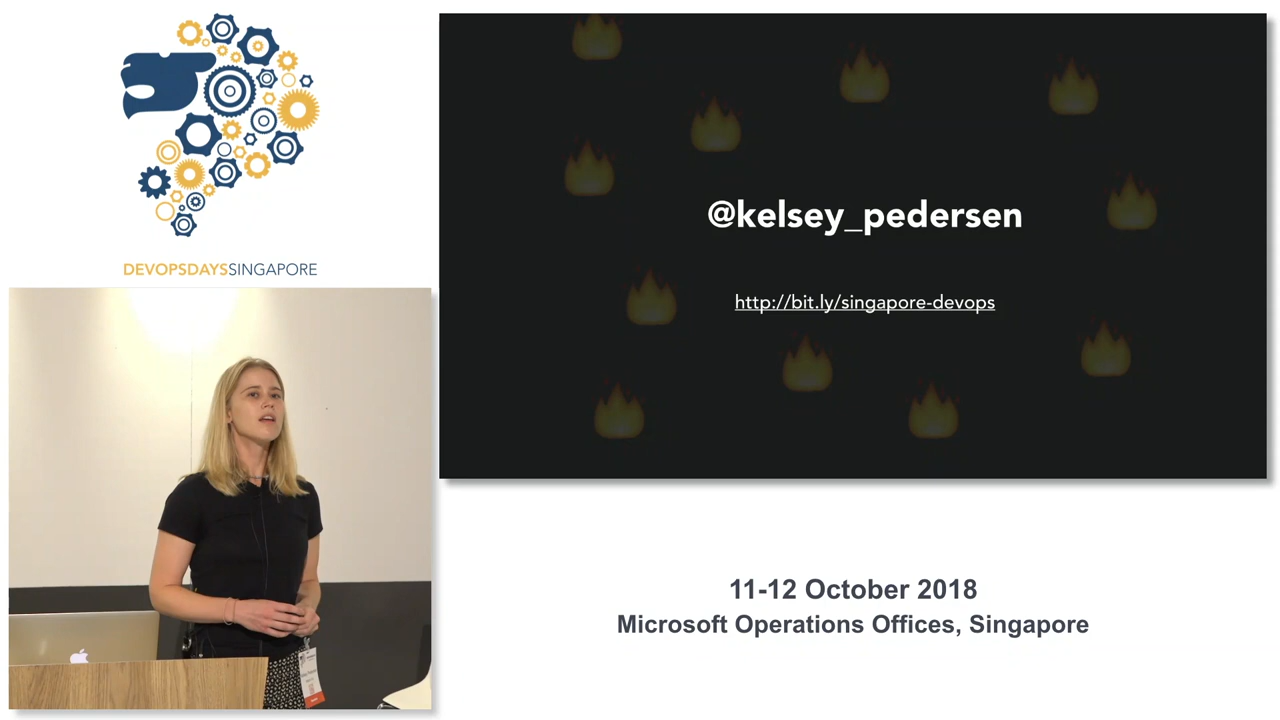 DEVOPSDAYSSINGAPORE
@kelsey_pedersen
http://bit.ly/singapore-devops
11-12 October 2018
Microsoft Operations Offices, Singapore